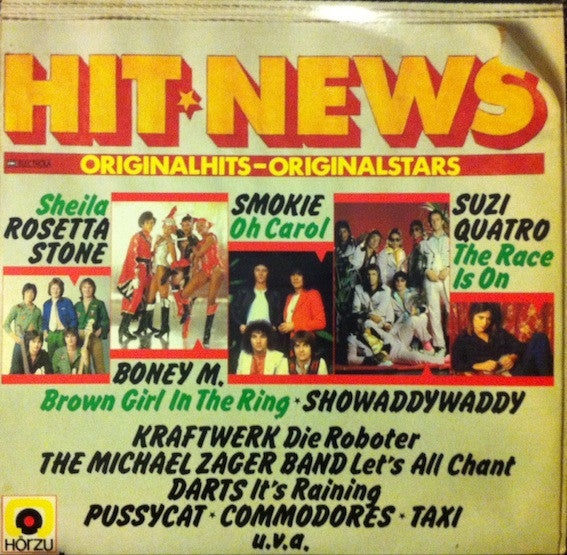 HIT★NEWS
EMI ELECTROLA
ORIGINALHITS–ORIGINALSTARS
Sheila
ROSETTA
STONE
SMOKIE
Oh Carol
SUZI
QUATRO
The Race
Is On
BONEY M.
Brown Girl In The Ring • SHOWADDYWADDY
KRAFTWERK Die Roboter
THE MICHAEL ZAGER BAND Let's All Chant
DARTS It's Raining
PUSSYCAT • COMMODORES • TAXI
u.v.a.
HÖRZU